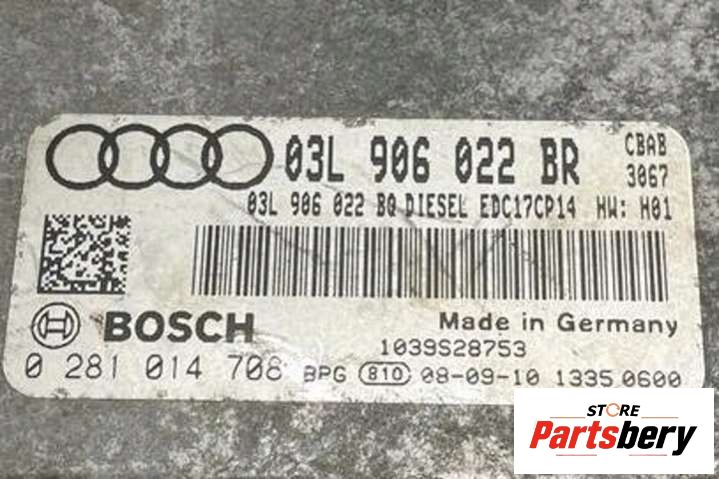 03L 906 022 BR CBAB
3067
03L 906 022 BQ DIESEL EDC17CP14 HW: H01
BOSCH Made in Germany
1039S28753
0 281 014 708 BPG 810 08-09-10 1335 0600
STORE
Partsbery